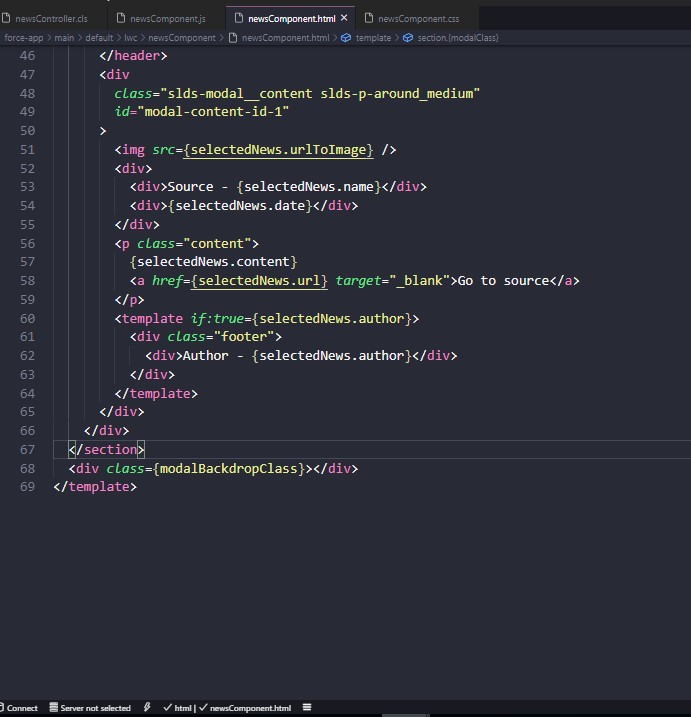 newsController.cls newsComponent.js newsComponent.html × newsComponent.css
force-app > main > default > lwc > newsComponent > newsComponent.html > template > section.{modalClass}
46 </header>
47 <div
48 class="slds-modal__content slds-p-around_medium"
49 id="modal-content-id-1"
50 >
51 <img src={selectedNews.urlToImage} />
52 <div>
53 <div>Source - {selectedNews.name}</div>
54 <div>{selectedNews.date}</div>
55 </div>
56 <p class="content">
57 {selectedNews.content}
58 <a href={selectedNews.url} target="_blank">Go to source</a>
59 </p>
60 <template if:true={selectedNews.author}>
61 <div class="footer">
62 <div>Author - {selectedNews.author}</div>
63 </div>
64 </template>
65 </div>
66 </div>
67 </section>
68 <div class={modalBackdropClass}></div>
69 </template>
Connect Server not selected ✓ html | ✓ newsComponent.html